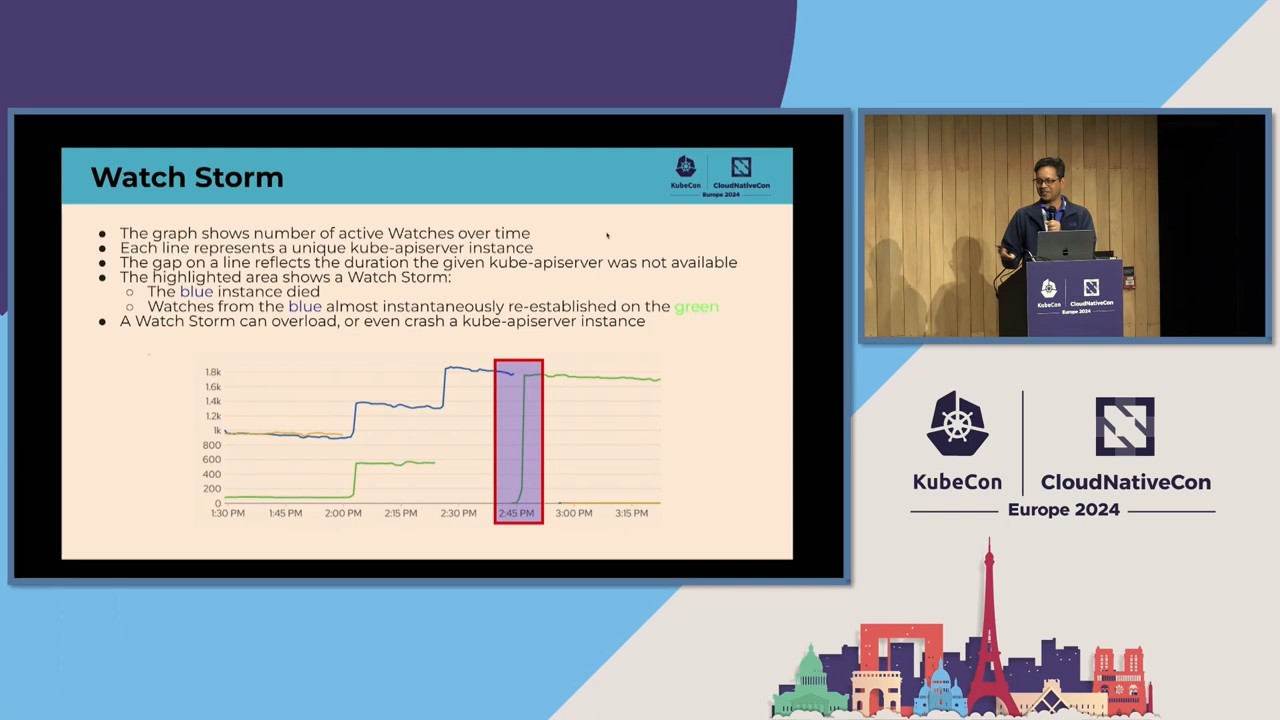 Watch Storm
KubeCon
CloudNativeCon
Europe 2024
● The graph shows number of active Watches over time
● Each line represents a unique kube-apiserver instance
● The gap on a line reflects the duration the given kube-apiserver was not available
● The highlighted area shows a Watch Storm:
○ The blue instance died
○ Watches from the blue almost instantaneously re-established on the green
● A Watch Storm can overload, or even crash a kube-apiserver instance
1.8k
1.6k
1.4k
1.2k
1k
800
600
400
200
0
1:30 PM 1:45 PM 2:00 PM 2:15 PM 2:30 PM 2:45 PM 3:00 PM 3:15 PM
KubeCon
CloudNativeCon
KubeCon
CloudNativeCon
Europe 2024